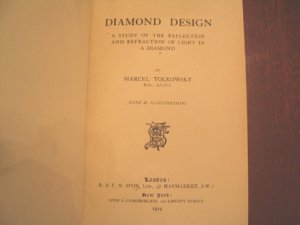 DIAMOND DESIGN
A STUDY OF THE REFLECTION
AND REFRACTION OF LIGHT IN
A DIAMOND
BY
MARCEL TOLKOWSKY
B.Sc., A.C.G.I.
WITH 37 ILLUSTRATIONS
London:
E. & F. N. SPON, LTD., 57 HAYMARKET, S.W. 1
New York:
SPON & CHAMBERLAIN, 120 LIBERTY STREET
1919